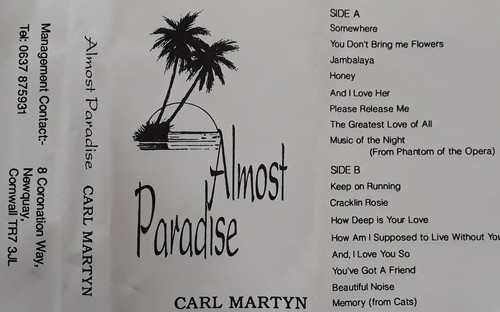 Management Contact:-
Tel: 0637 875931
8 Coronation Way,
Newquay,
Cornwall TR7 3JL
Almost Paradise CARL MARTYN
Almost
Paradise
CARL MARTYN
SIDE A
Somewhere
You Don't Bring me Flowers
Jambalaya
Honey
And I Love Her
Please Release Me
The Greatest Love of All
Music of the Night
(From Phantom of the Opera)
SIDE B
Keep on Running
Cracklin Rosie
How Deep is Your Love
How Am I Supposed to Live Without You
And, I Love You So
You've Got A Friend
Beautiful Noise
Memory (from Cats)